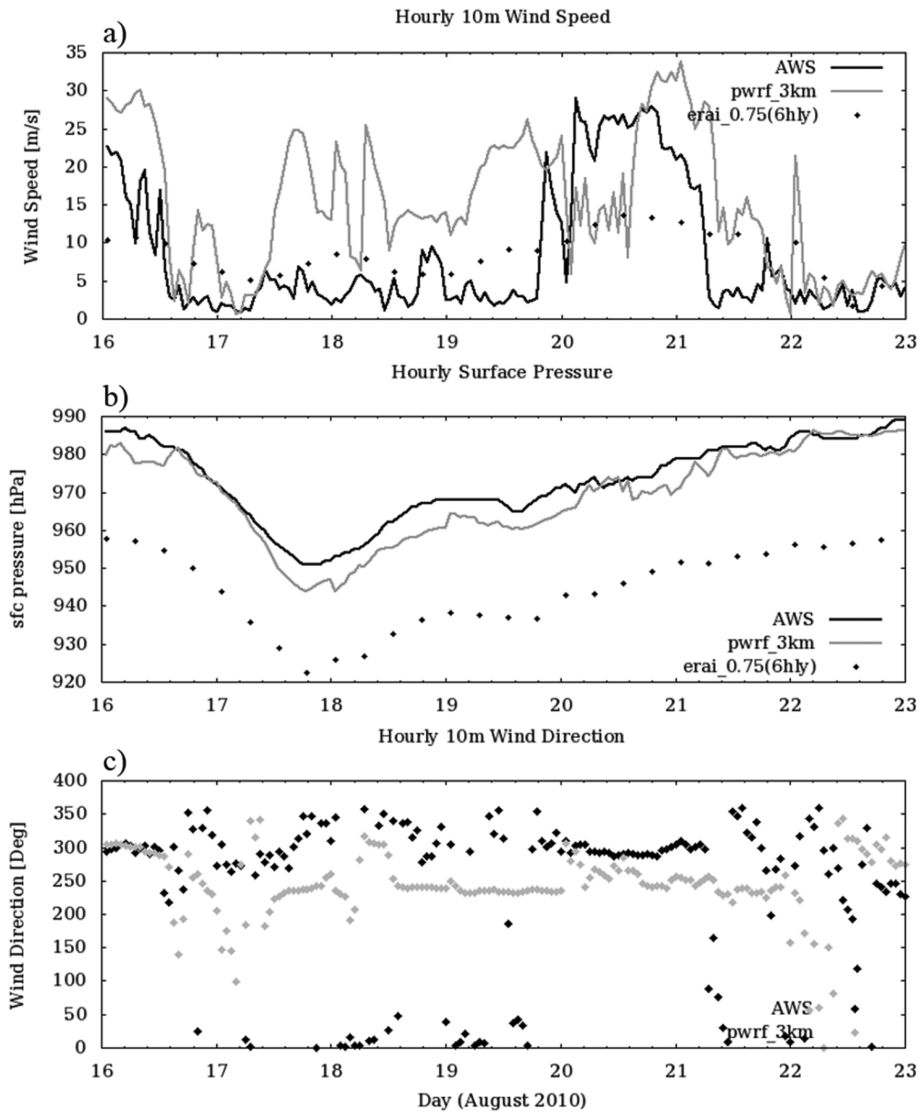 Hourly 10m Wind Speed
a)
35
30
25
20
15
10
5
0
Wind Speed [m/s]
AWS
pwrf_3km
erai_0.75(6hly)
16 17 18 19 20 21 22 23
Hourly Surface Pressure
b)
990
980
970
960
950
940
930
920
sfc pressure [hPa]
AWS
pwrf_3km
erai_0.75(6hly)
16 17 18 19 20 21 22 23
Hourly 10m Wind Direction
c)
400
350
300
250
200
150
100
50
0
Wind Direction [Deg]
AWS
pwrf_3km
16 17 18 19 20 21 22 23
Day (August 2010)